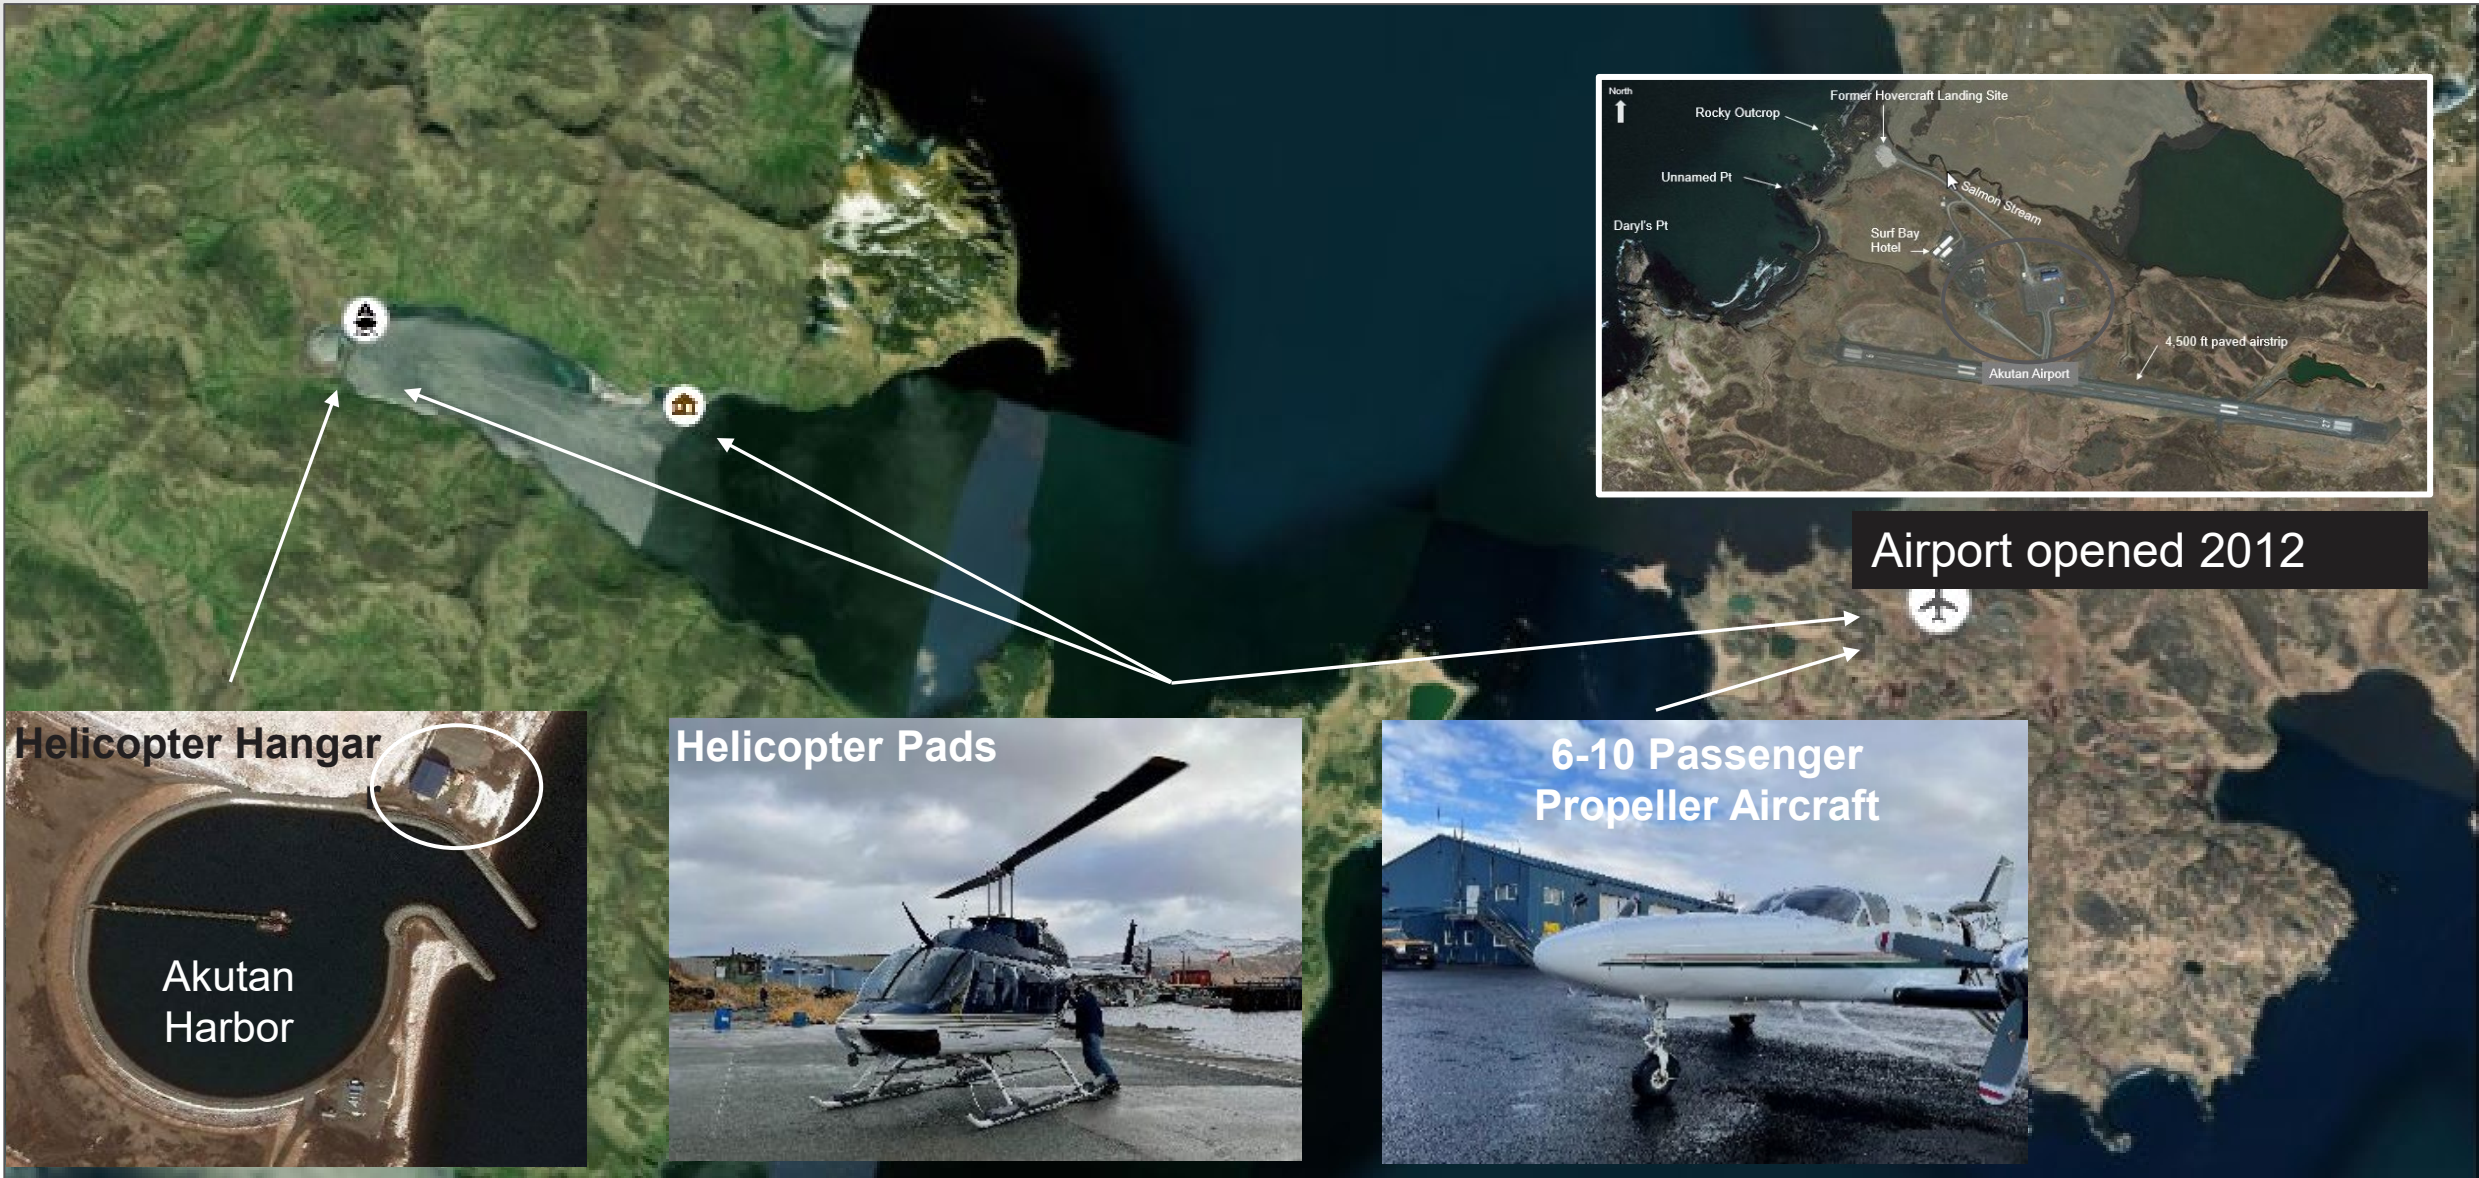 North
Former Hovercraft Landing Site
Rocky Outcrop
Unnamed Pt
Salmon Stream
Daryl's Pt
Surf Bay
Hotel
4,500 ft paved airstrip
Akutan Airport
27
Airport opened 2012
Helicopter Hangar
Helicopter Pads
6-10 Passenger
Propeller Aircraft
Akutan
Harbor